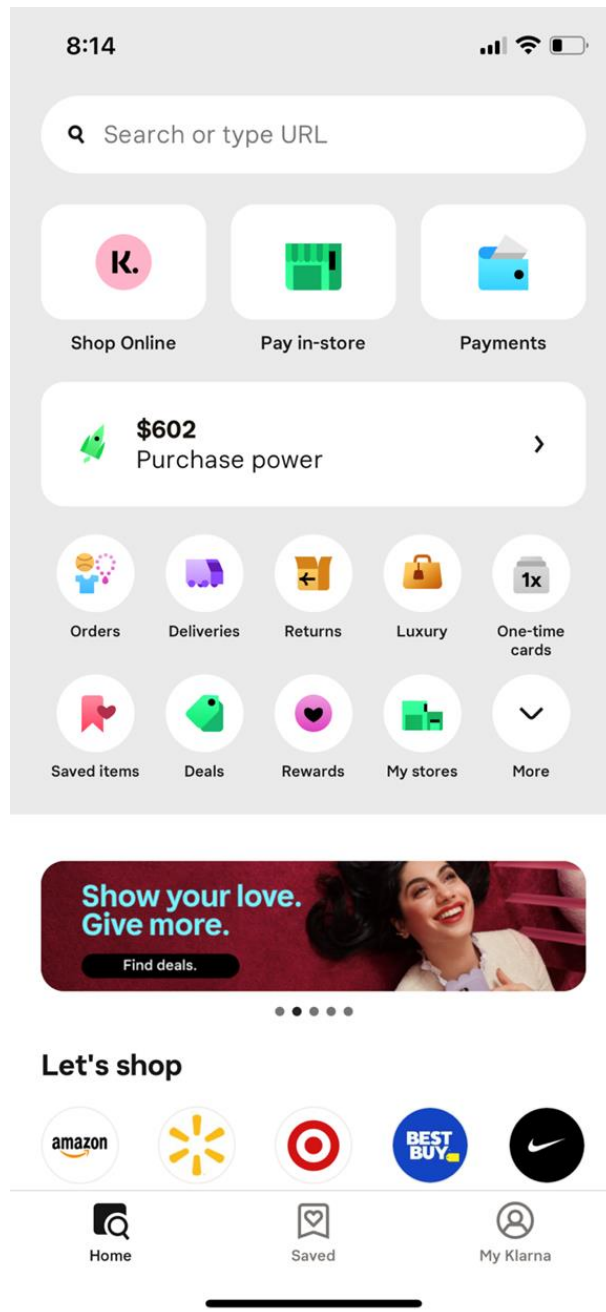 8:14
Search or type URL
K.
Shop Online
Pay in-store
Payments
$602
Purchase power
1x
Orders
Deliveries
Returns
Luxury
One-time
cards
Saved items
Deals
Rewards
My stores
More
Show your love.
Give more.
Find deals.
Let's shop
amazon
BEST
BUY
Home
Saved
My Klarna